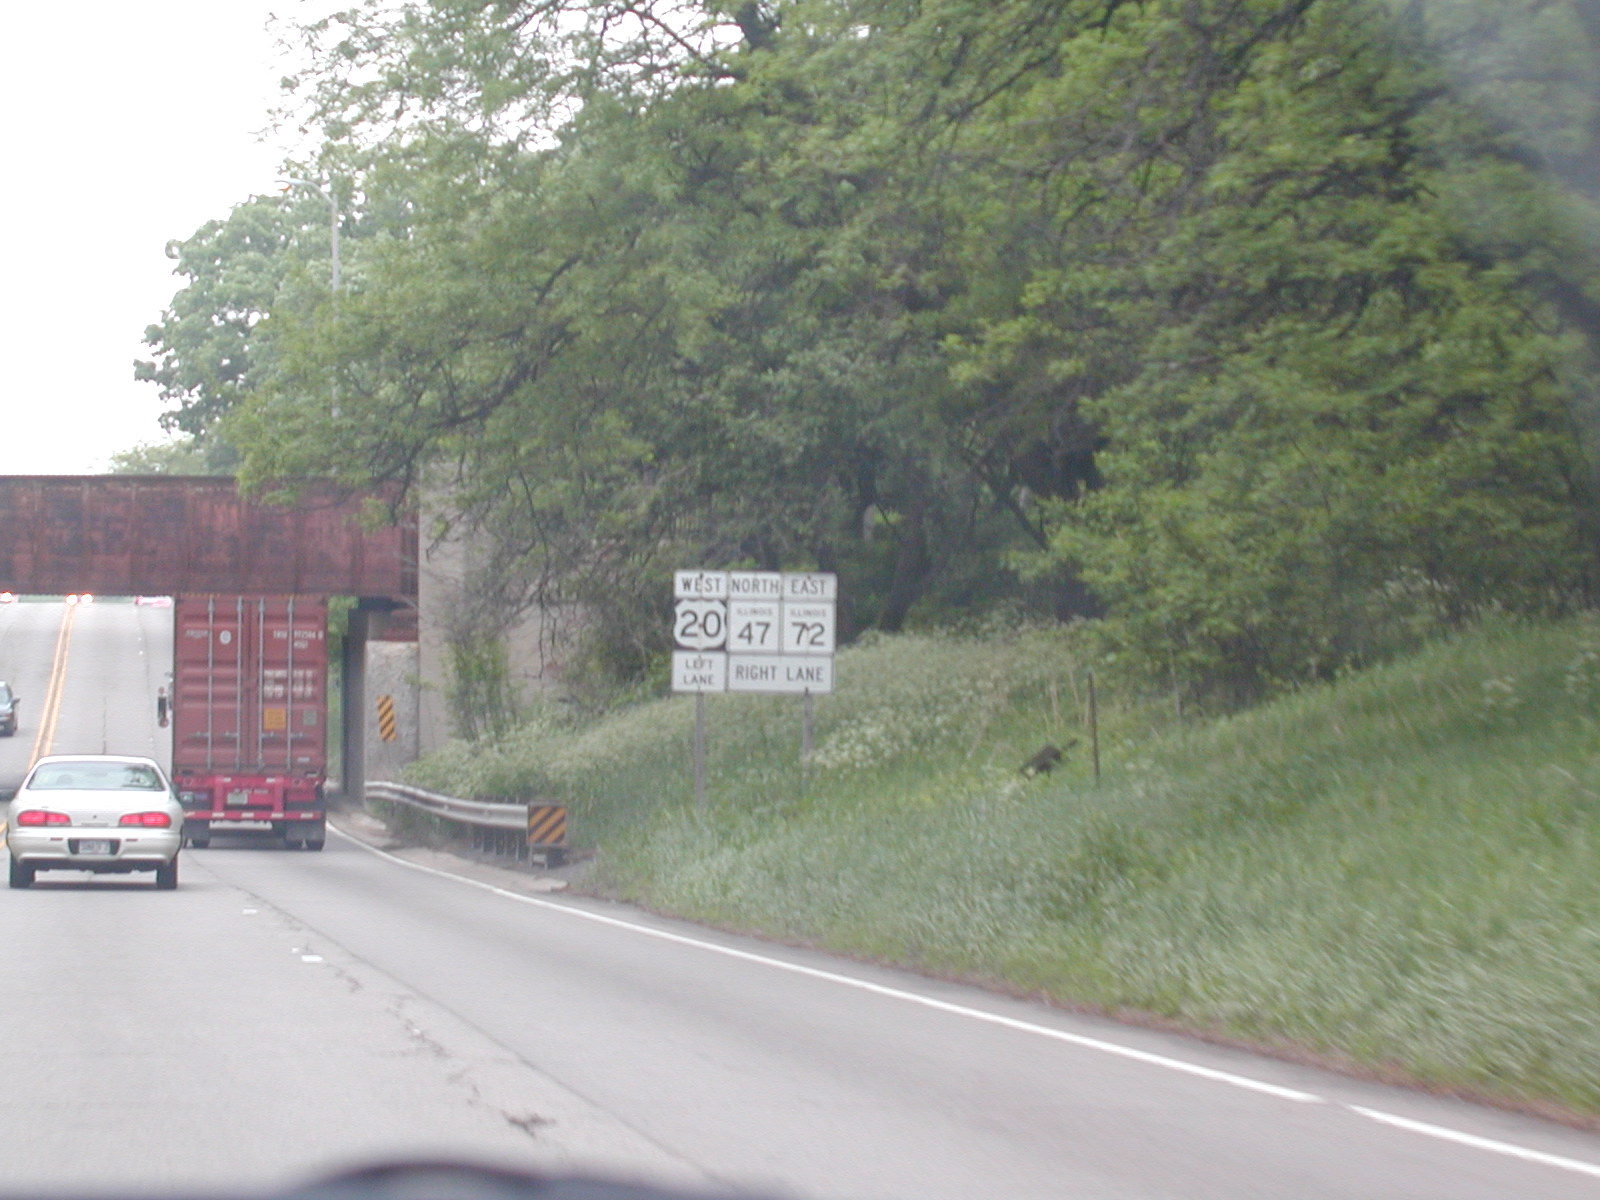 WEST NORTH EAST
20 ILLINOIS 47 ILLINOIS 72
LEFT LANE RIGHT LANE